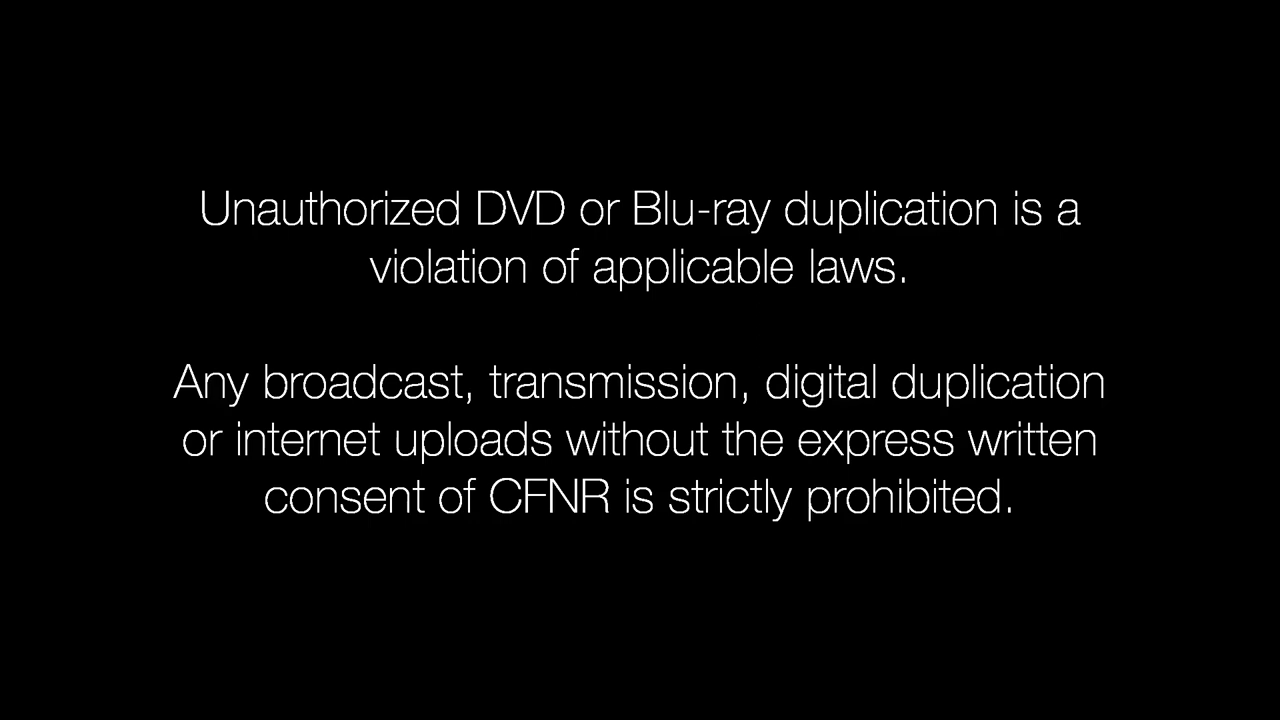 Unauthorized DVD or Blu-ray duplication is a
violation of applicable laws.
Any broadcast, transmission, digital duplication
or internet uploads without the express written
consent of CFNR is strictly prohibited.